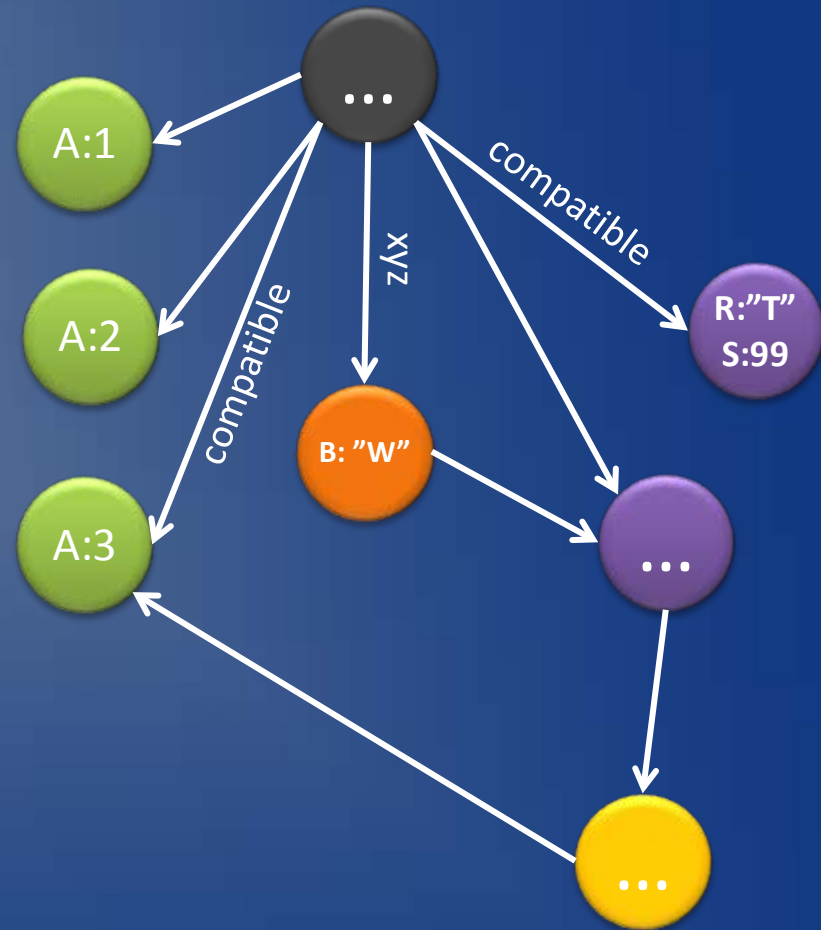 ...
A:1
compatible
xyz
A:2
compatible
R:”T”
S:99
B: ”W”
A:3
...
...